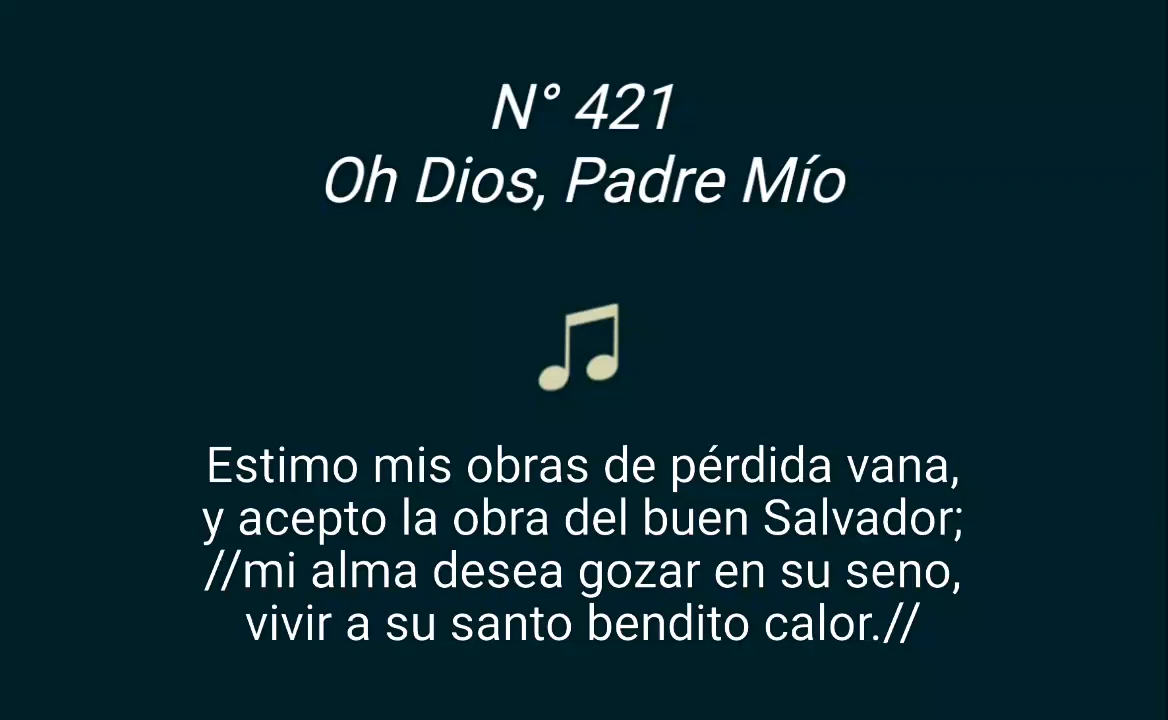 N° 421
Oh Dios, Padre Mío
Estimo mis obras de pérdida vana,
y acepto la obra del buen Salvador;
//mi alma desea gozar en su seno,
vivir a su santo bendito calor.//